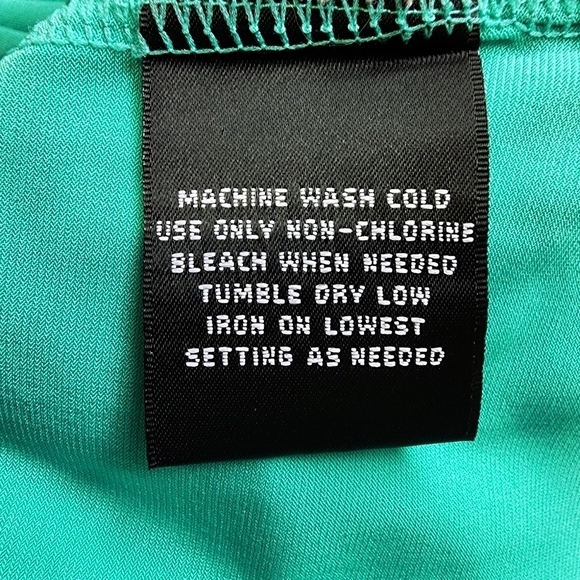 MACHINE WASH COLD
USE ONLY NON-CHLORINE
BLEACH WHEN NEEDED
TUMBLE DRY LOW
IRON ON LOWEST
SETTING AS NEEDED